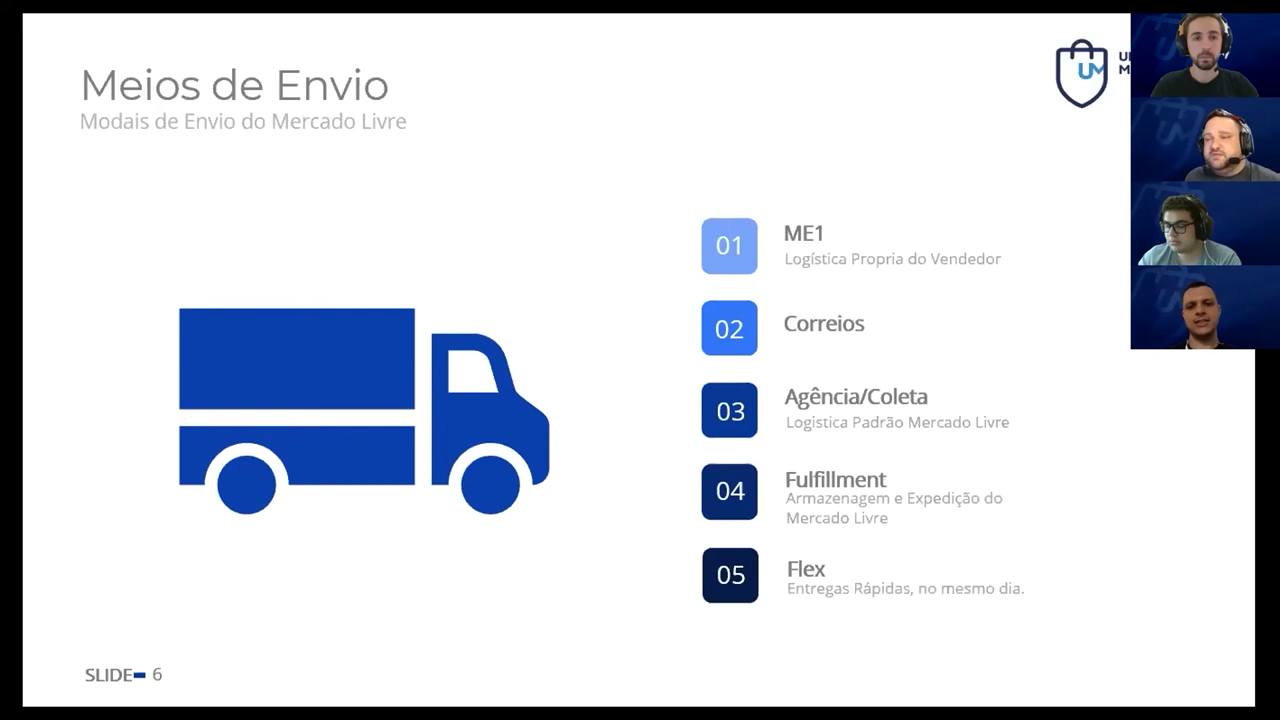 Meios de Envio
Modais de Envio do Mercado Livre
UM
01
ME1
Logística Propria do Vendedor
02
Correios
03
Agência/Coleta
Logistica Padrão Mercado Livre
04
Fulfillment
Armazenagem e Expedição do
Mercado Livre
05
Flex
Entregas Rápidas, no mesmo dia.
SLIDE 6